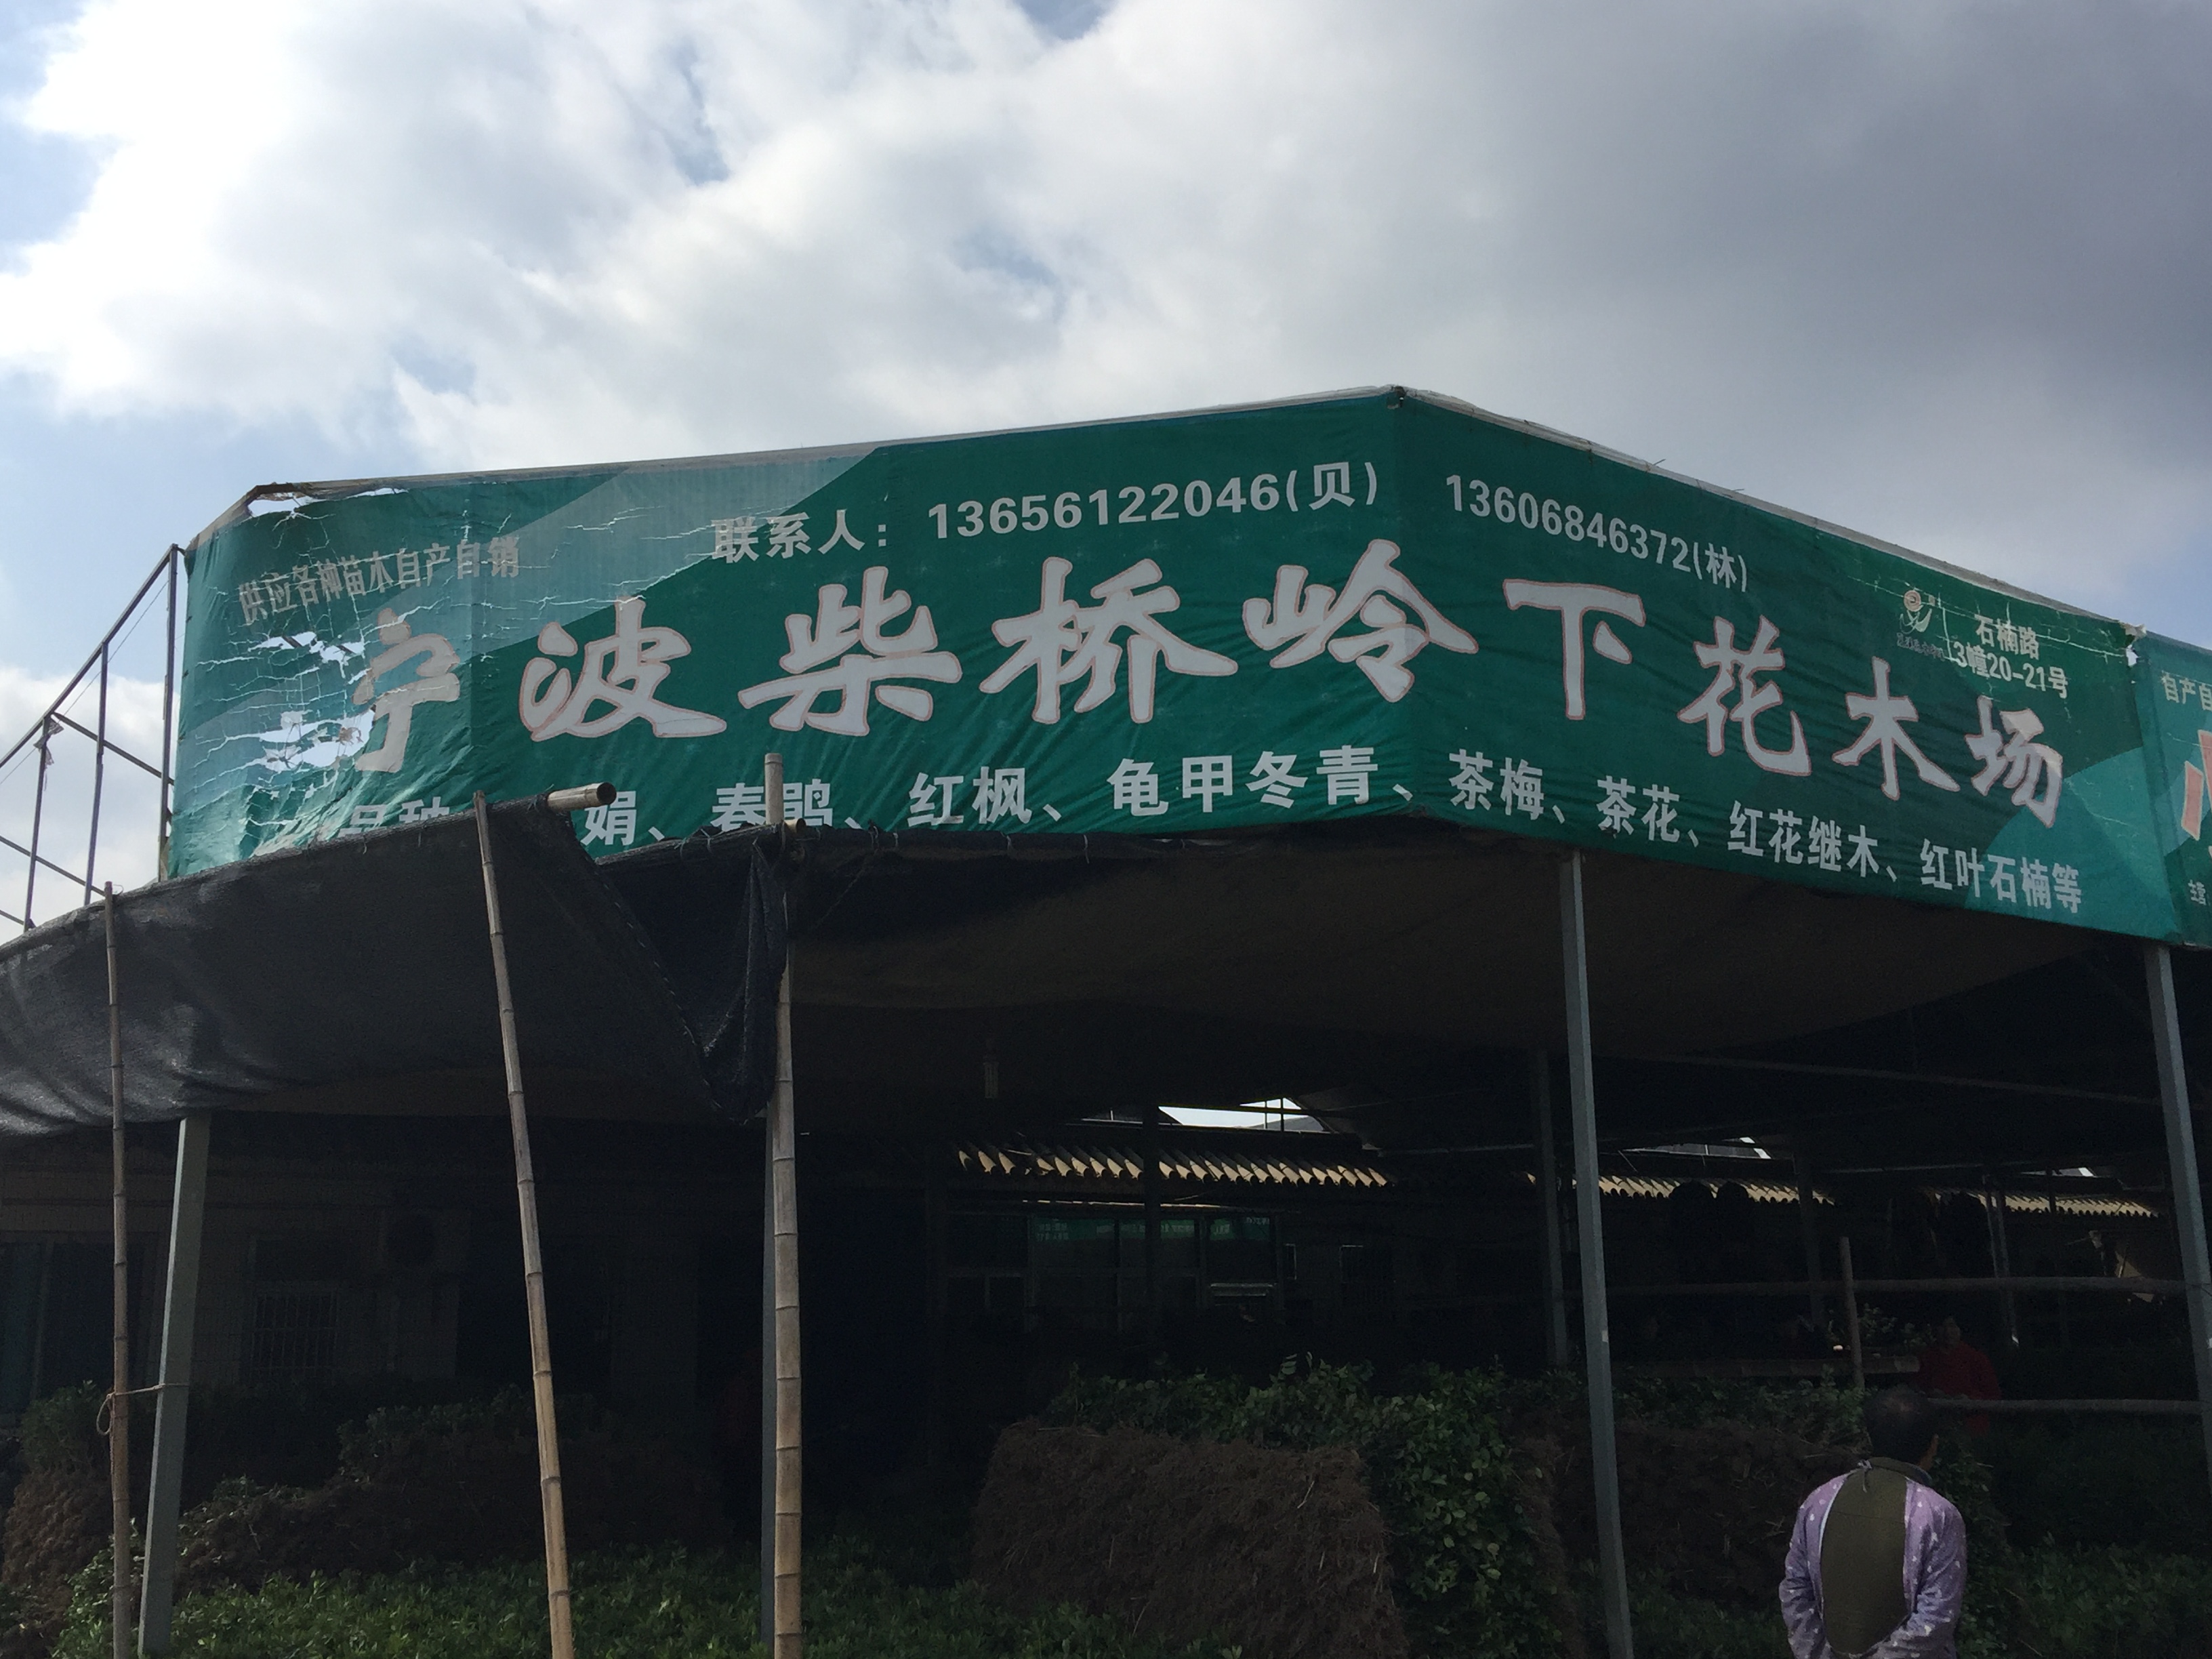 供应各种苗木自产自销
联系人：13656122046(贝) 13606846372(林)
石楠路
3幢20-21号
宁波柴桥岭下花木场
品种 娟、春鹃、红枫、龟甲冬青、茶梅、茶花、红花继木、红叶石楠等
自产自